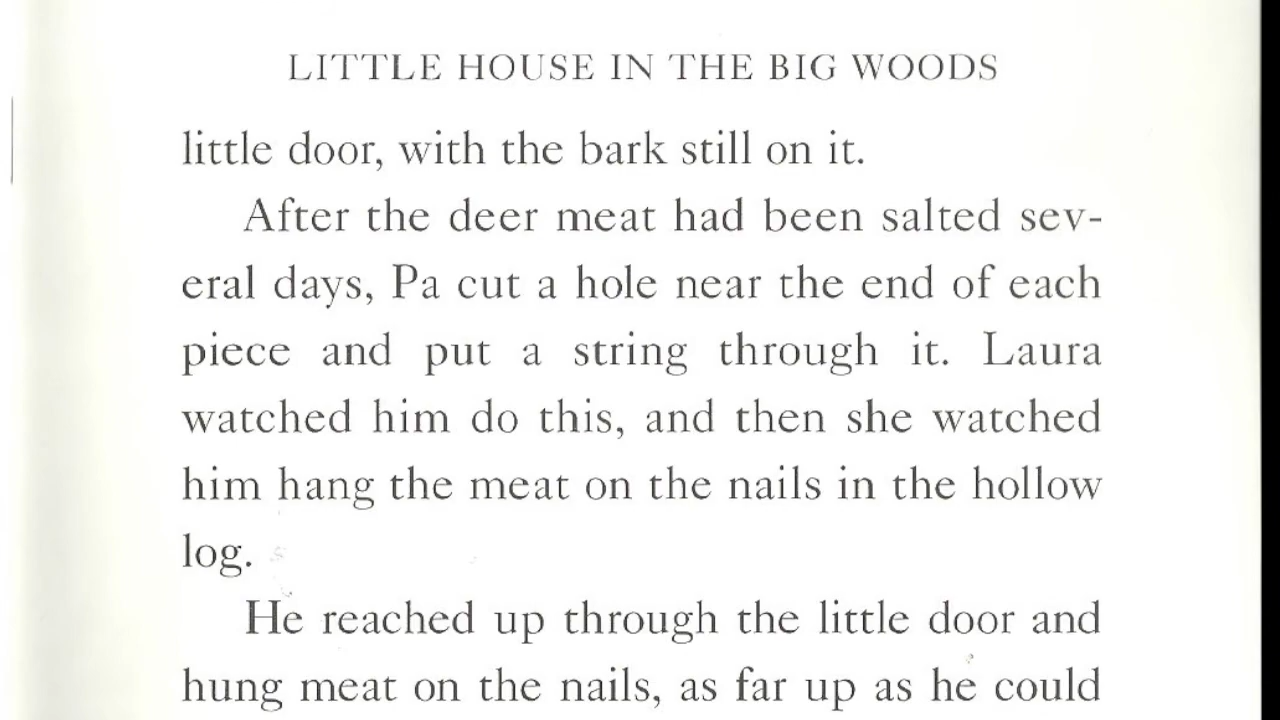 LITTLE HOUSE IN THE BIG WOODS
little door, with the bark still on it.
After the deer meat had been salted sev-
eral days, Pa cut a hole near the end of each
piece and put a string through it. Laura
watched him do this, and then she watched
him hang the meat on the nails in the hollow
log.
He reached up through the little door and
hung meat on the nails, as far up as he could